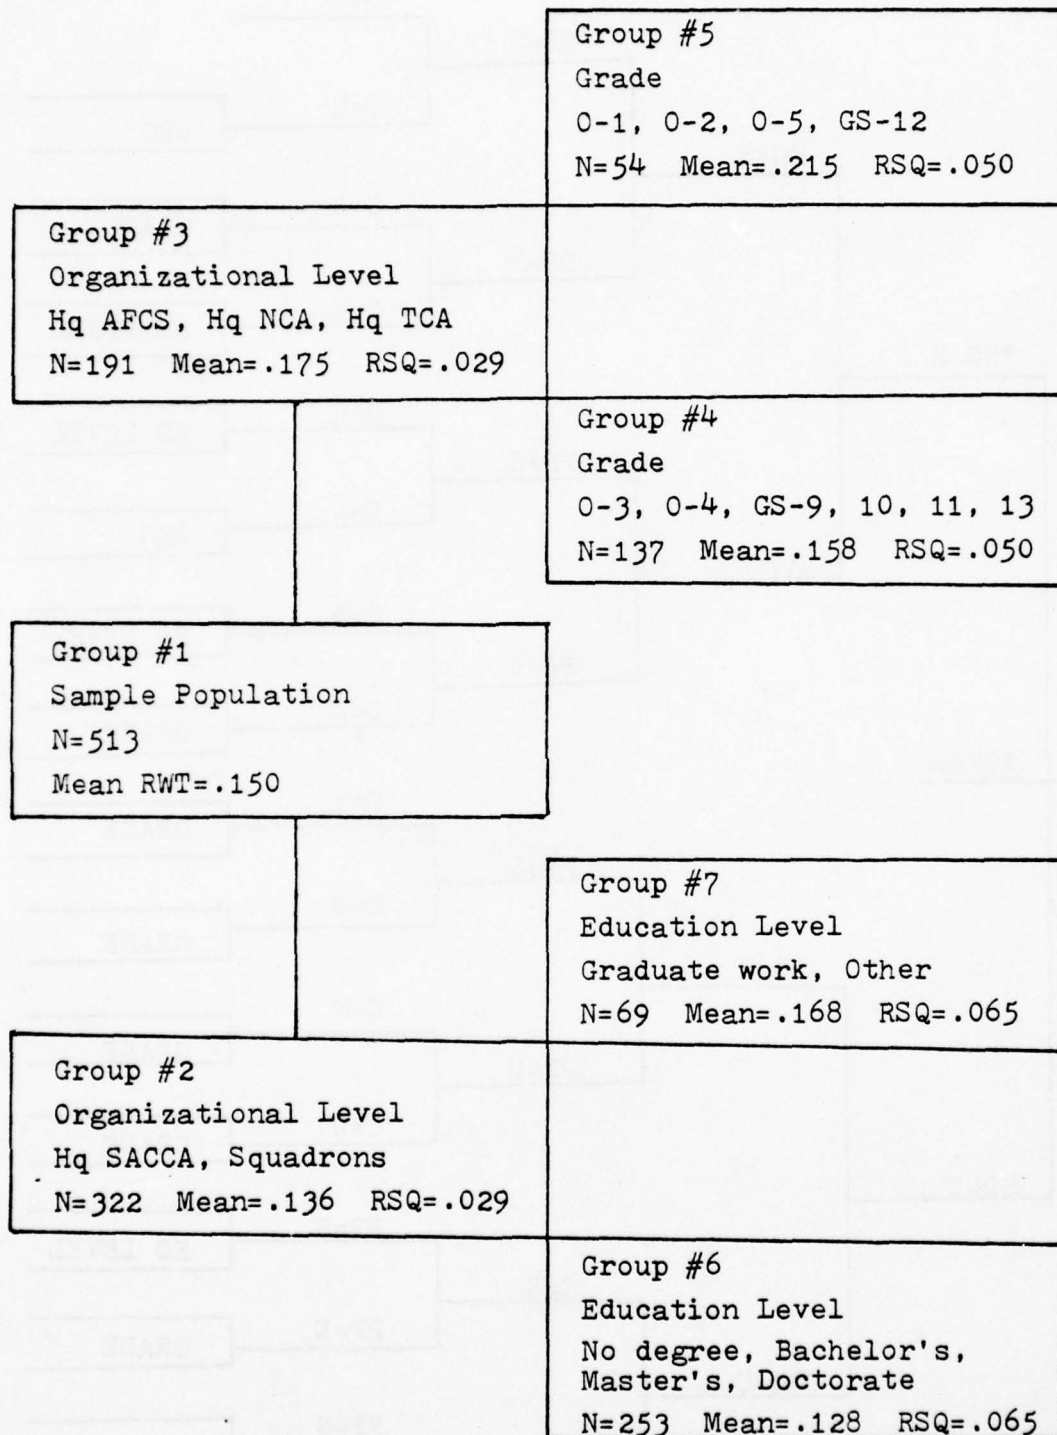 Group #5
Grade
O-1, O-2, O-5, GS-12
N=54 Mean=.215 RSQ=.050
Group #3
Organizational Level
Hq AFCS, Hq NCA, Hq TCA
N=191 Mean=.175 RSQ=.029
Group #4
Grade
O-3, O-4, GS-9, 10, 11, 13
N=137 Mean=.158 RSQ=.050
Group #1
Sample Population
N=513
Mean RWT=.150
Group #7
Education Level
Graduate work, Other
N=69 Mean=.168 RSQ=.065
Group #2
Organizational Level
Hq SACCA, Squadrons
N=322 Mean=.136 RSQ=.029
Group #6
Education Level
No degree, Bachelor's,
Master's, Doctorate
N=253 Mean=.128 RSQ=.065